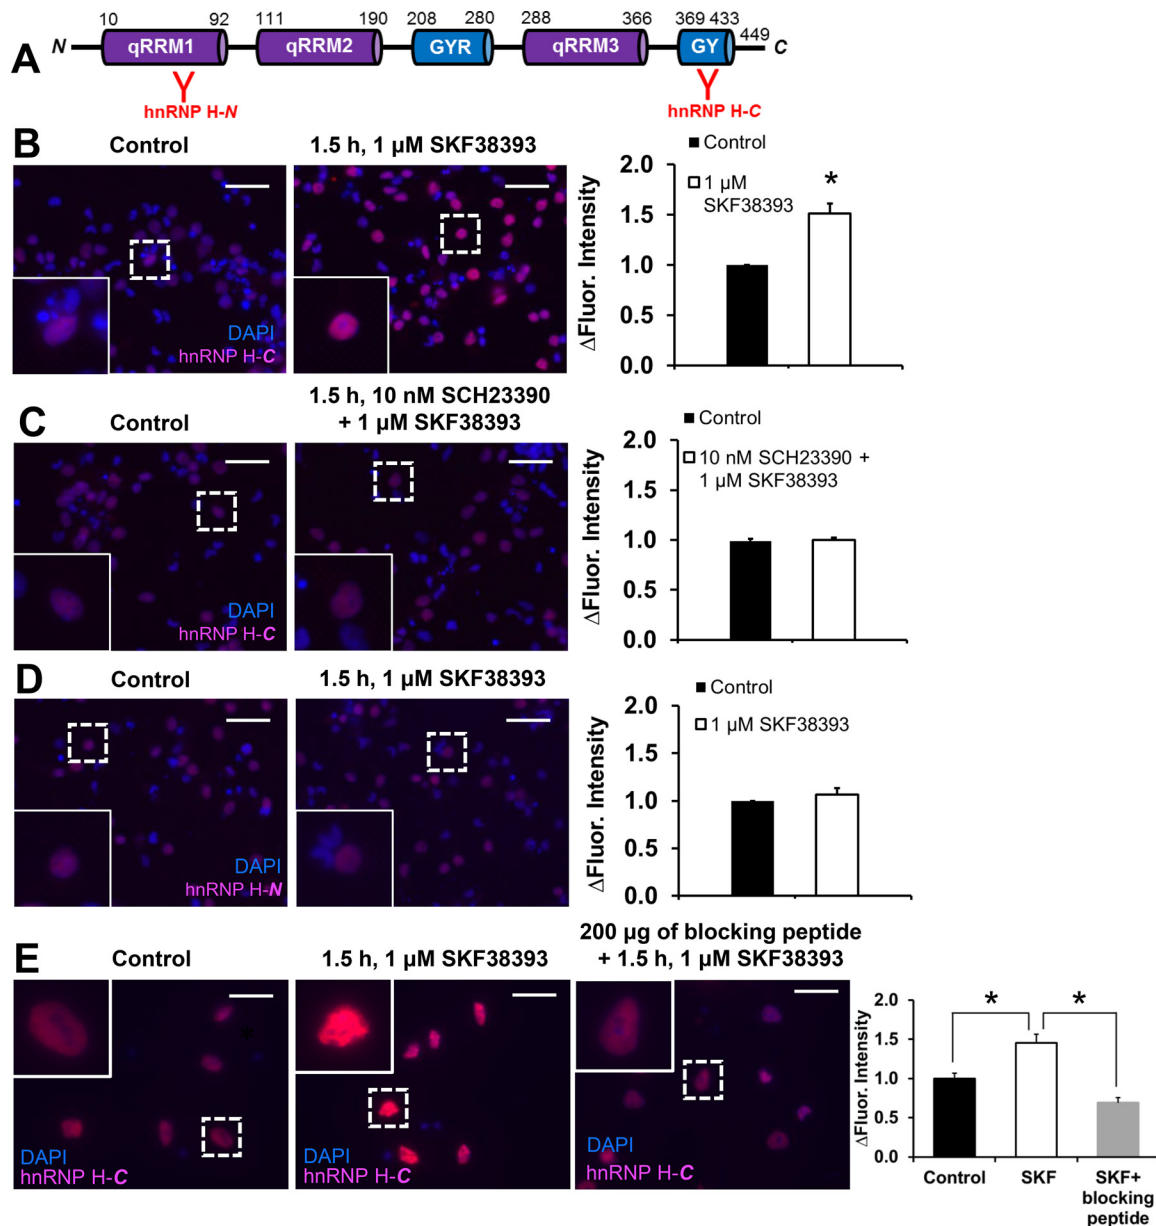 10 92 111 190 208 280 288 366 369 433
N qRRM1 qRRM2 GYR qRRM3 GY 449 C
A
hnRNP H-N hnRNP H-C
B
Control 1.5 h, 1 µM SKF38393
DAPI
hnRNP H-C
Control
1 µM
SKF38393
*
ΔFluor. Intensity
2.0
1.5
1.0
0.5
0.0
C
Control
1.5 h, 10 nM SCH23390
+ 1 µM SKF38393
DAPI
hnRNP H-C
Control
10 nM SCH23390 +
1 µM SKF38393
ΔFluor. Intensity
2.0
1.5
1.0
0.5
0.0
D
Control 1.5 h, 1 µM SKF38393
DAPI
hnRNP H-N
Control
1 µM SKF38393
ΔFluor. Intensity
2.0
1.5
1.0
0.5
0.0
E
Control
1.5 h, 1 µM SKF38393
200 µg of blocking peptide
+ 1.5 h, 1 µM SKF38393
*
DAPI
hnRNP H-C
DAPI
hnRNP H-C
DAPI
hnRNP H-C
* *
ΔFluor. Intensity
2.0
1.5
1.0
0.5
0.0
Control SKF SKF+
blocking
peptide